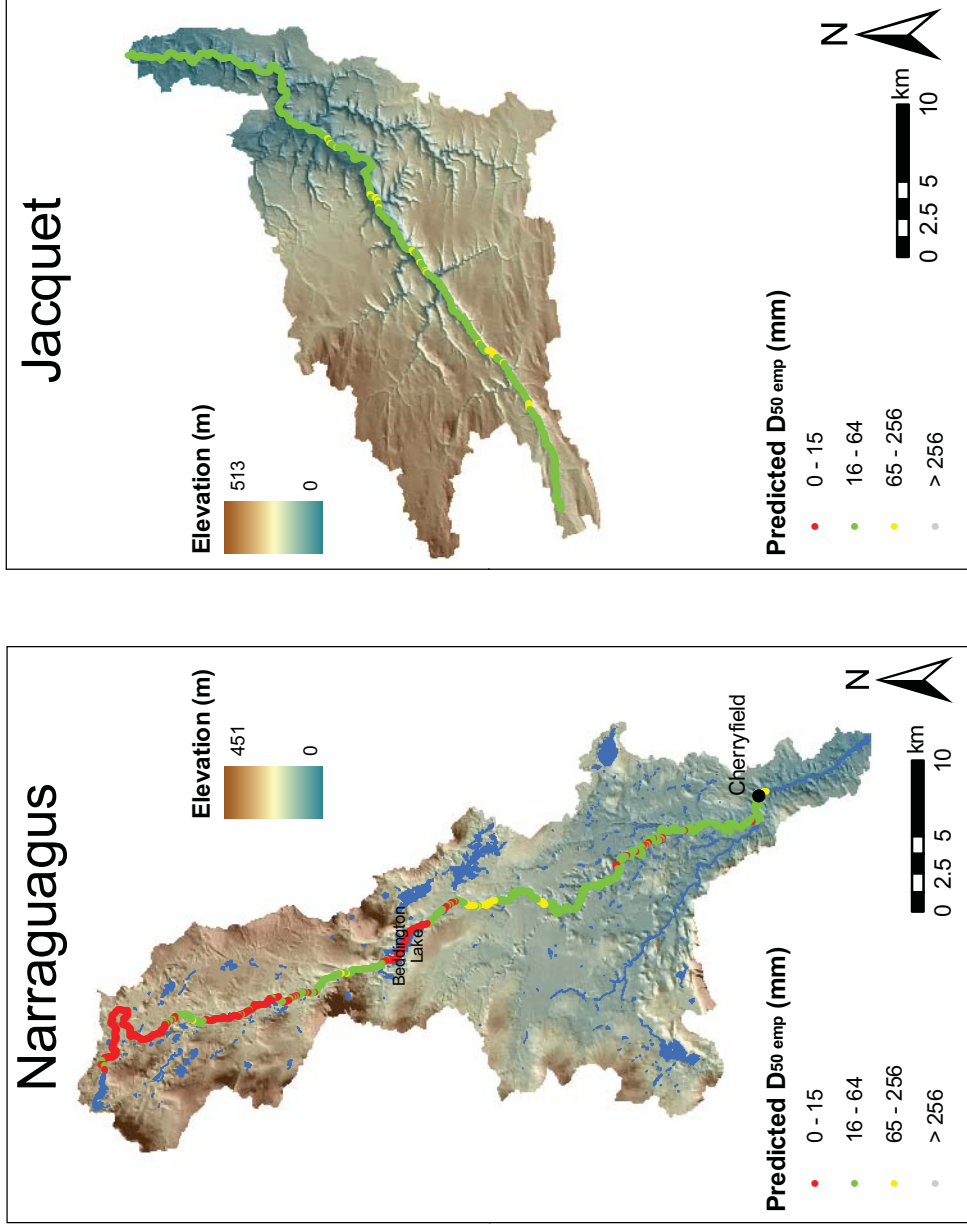 Narraguagus
Elevation (m)
451
0
Beddington
Lake
Cherryfield
Predicted D50 emp (mm)
0 - 15
16 - 64
65 - 256
> 256
N
km
0 2.5 5 10
Jacquet
Elevation (m)
513
0
Predicted D50 emp (mm)
0 - 15
16 - 64
65 - 256
> 256
N
km
0 2.5 5 10